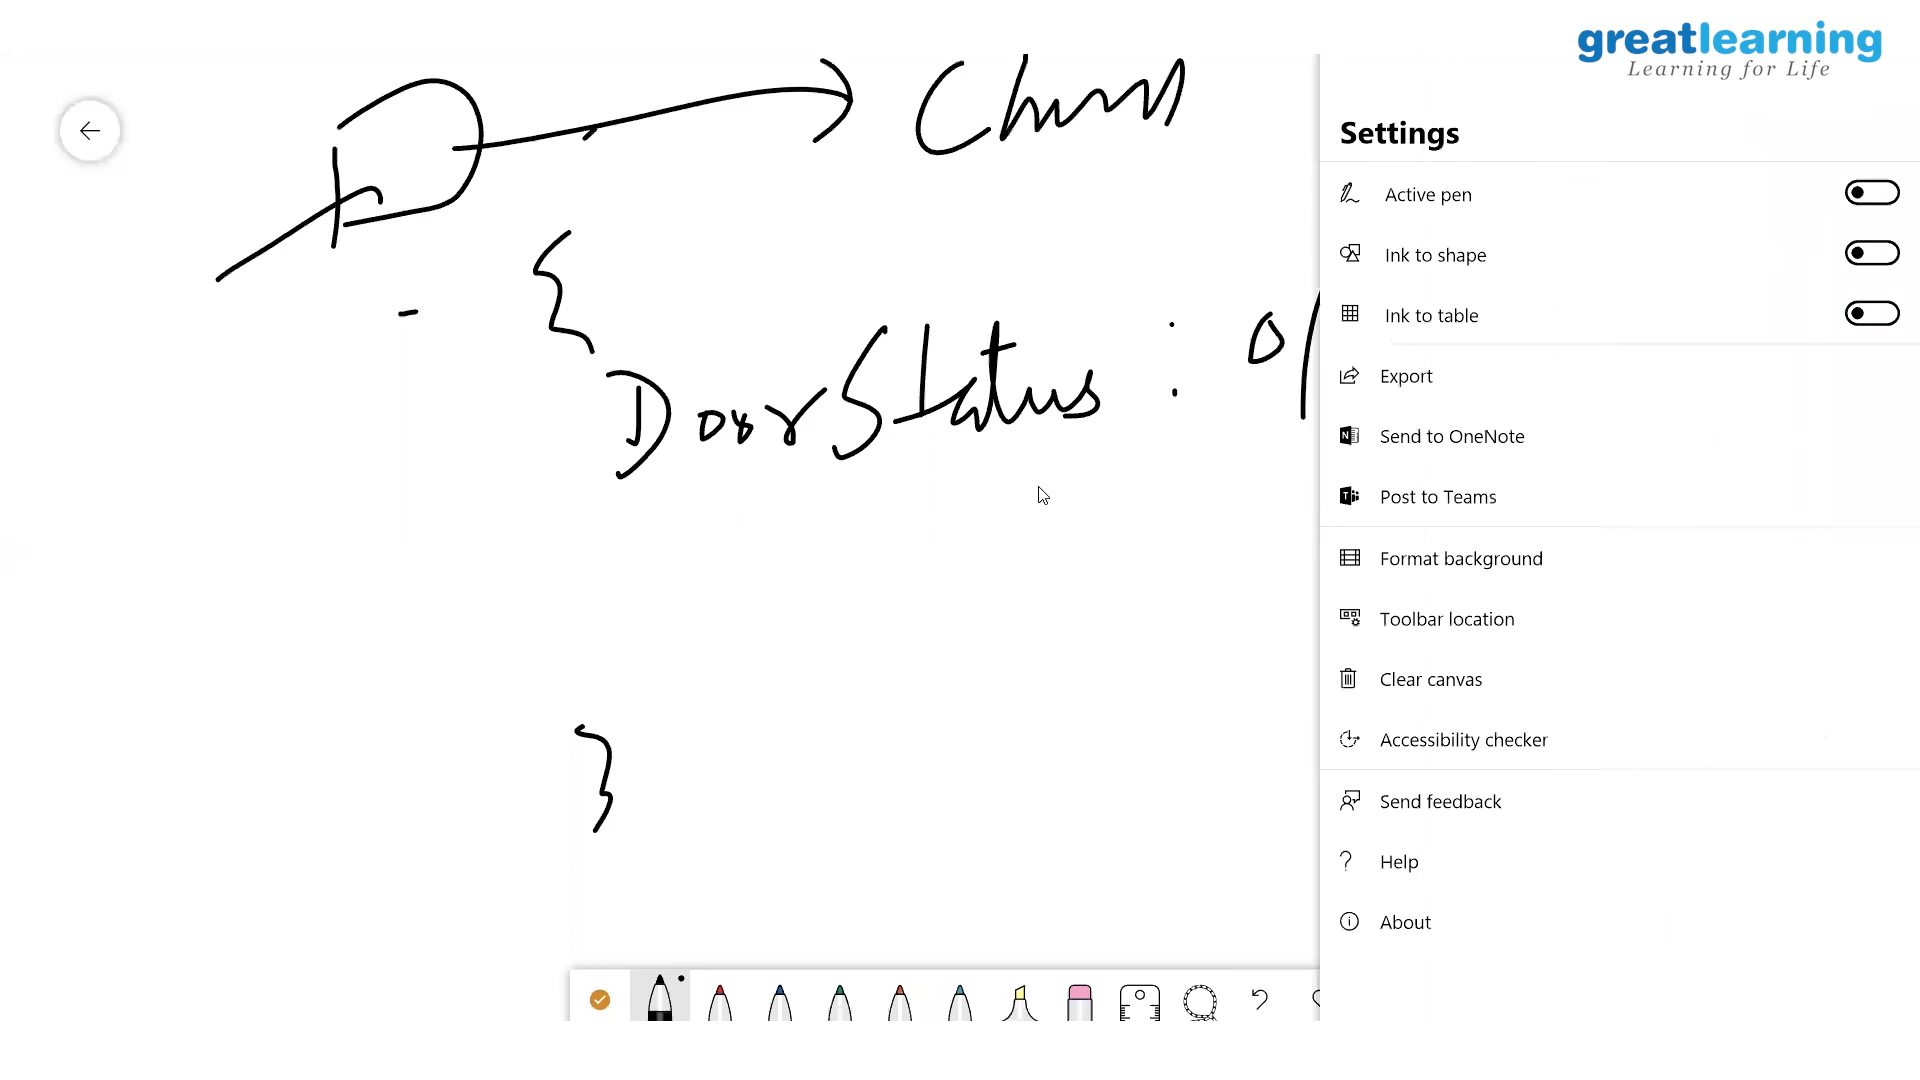 greatlearning
Learning for Life
{
DoorStatus : 0/
}
Settings
Active pen
Ink to shape
Ink to table
Export
Send to OneNote
Post to Teams
Format background
Toolbar location
Clear canvas
Accessibility checker
Send feedback
Help
About